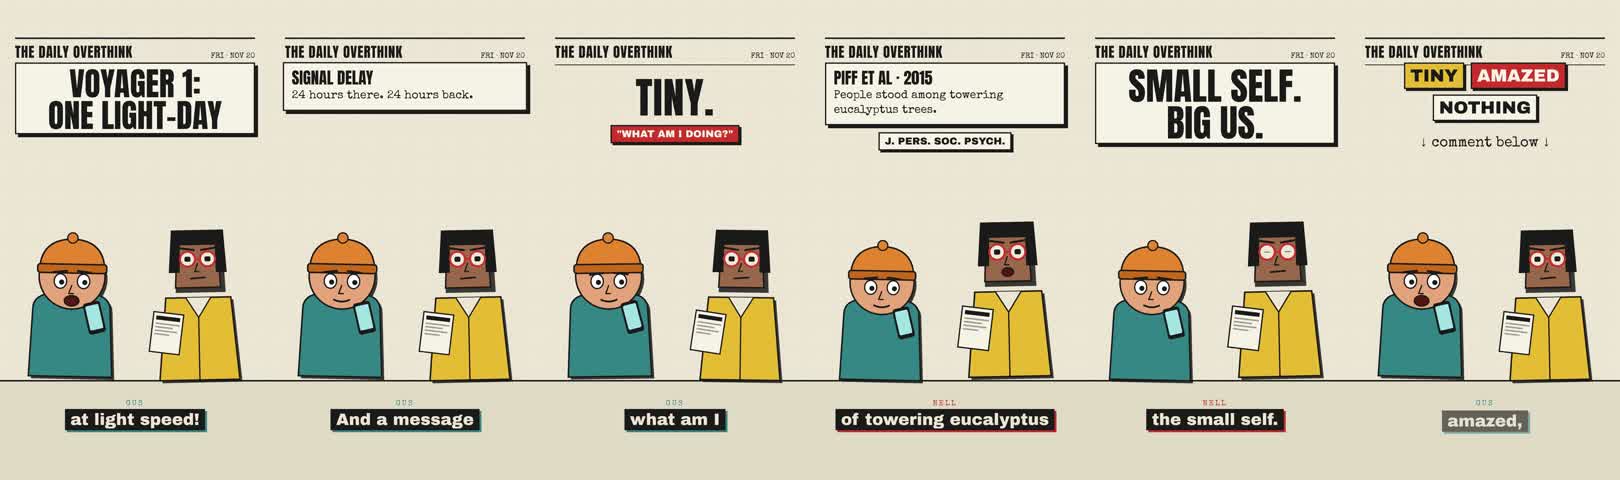 THE DAILY OVERTHINK
FRI · NOV 20
VOYAGER 1:
ONE LIGHT-DAY
GUS
at light speed!
THE DAILY OVERTHINK
FRI · NOV 20
SIGNAL DELAY
24 hours there. 24 hours back.
GUS
And a message
THE DAILY OVERTHINK
FRI · NOV 20
TINY.
"WHAT AM I DOING?"
GUS
what am I
THE DAILY OVERTHINK
FRI · NOV 20
PIFF ET AL · 2015
People stood among towering
eucalyptus trees.
J. PERS. SOC. PSYCH.
NELL
of towering eucalyptus
THE DAILY OVERTHINK
FRI · NOV 20
SMALL SELF.
BIG US.
NELL
the small self.
THE DAILY OVERTHINK
FRI · NOV 20
TINY AMAZED
NOTHING
↓ comment below ↓
GUS
amazed,